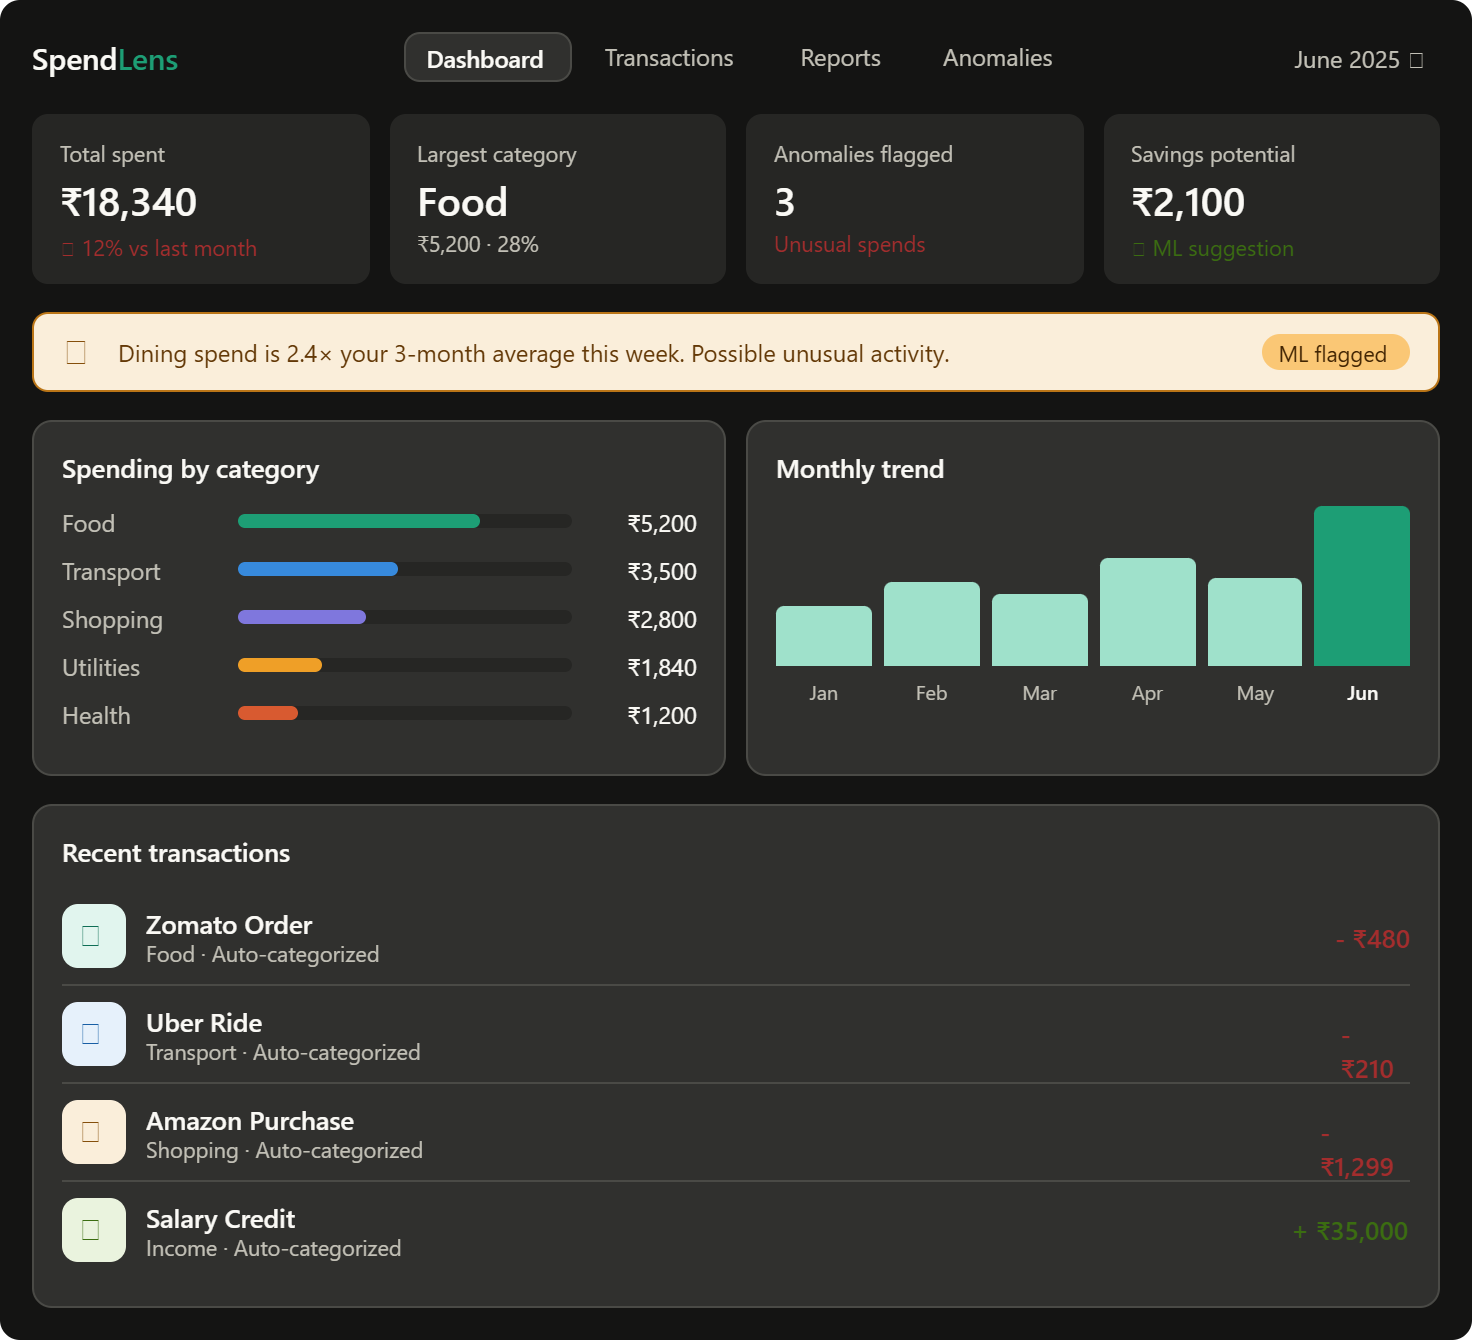 SpendLens
Dashboard
Transactions
Reports
Anomalies
June 2025
Total spent
₹18,340
12% vs last month
Largest category
Food
₹5,200 · 28%
Anomalies flagged
3
Unusual spends
Savings potential
₹2,100
ML suggestion
Dining spend is 2.4× your 3-month average this week. Possible unusual activity.
ML flagged
Spending by category
Food ₹5,200
Transport ₹3,500
Shopping ₹2,800
Utilities ₹1,840
Health ₹1,200
Monthly trend
Jan Feb Mar Apr May Jun
Recent transactions
Zomato Order
Food · Auto-categorized
- ₹480
Uber Ride
Transport · Auto-categorized
-
₹210
Amazon Purchase
Shopping · Auto-categorized
-
₹1,299
Salary Credit
Income · Auto-categorized
+ ₹35,000